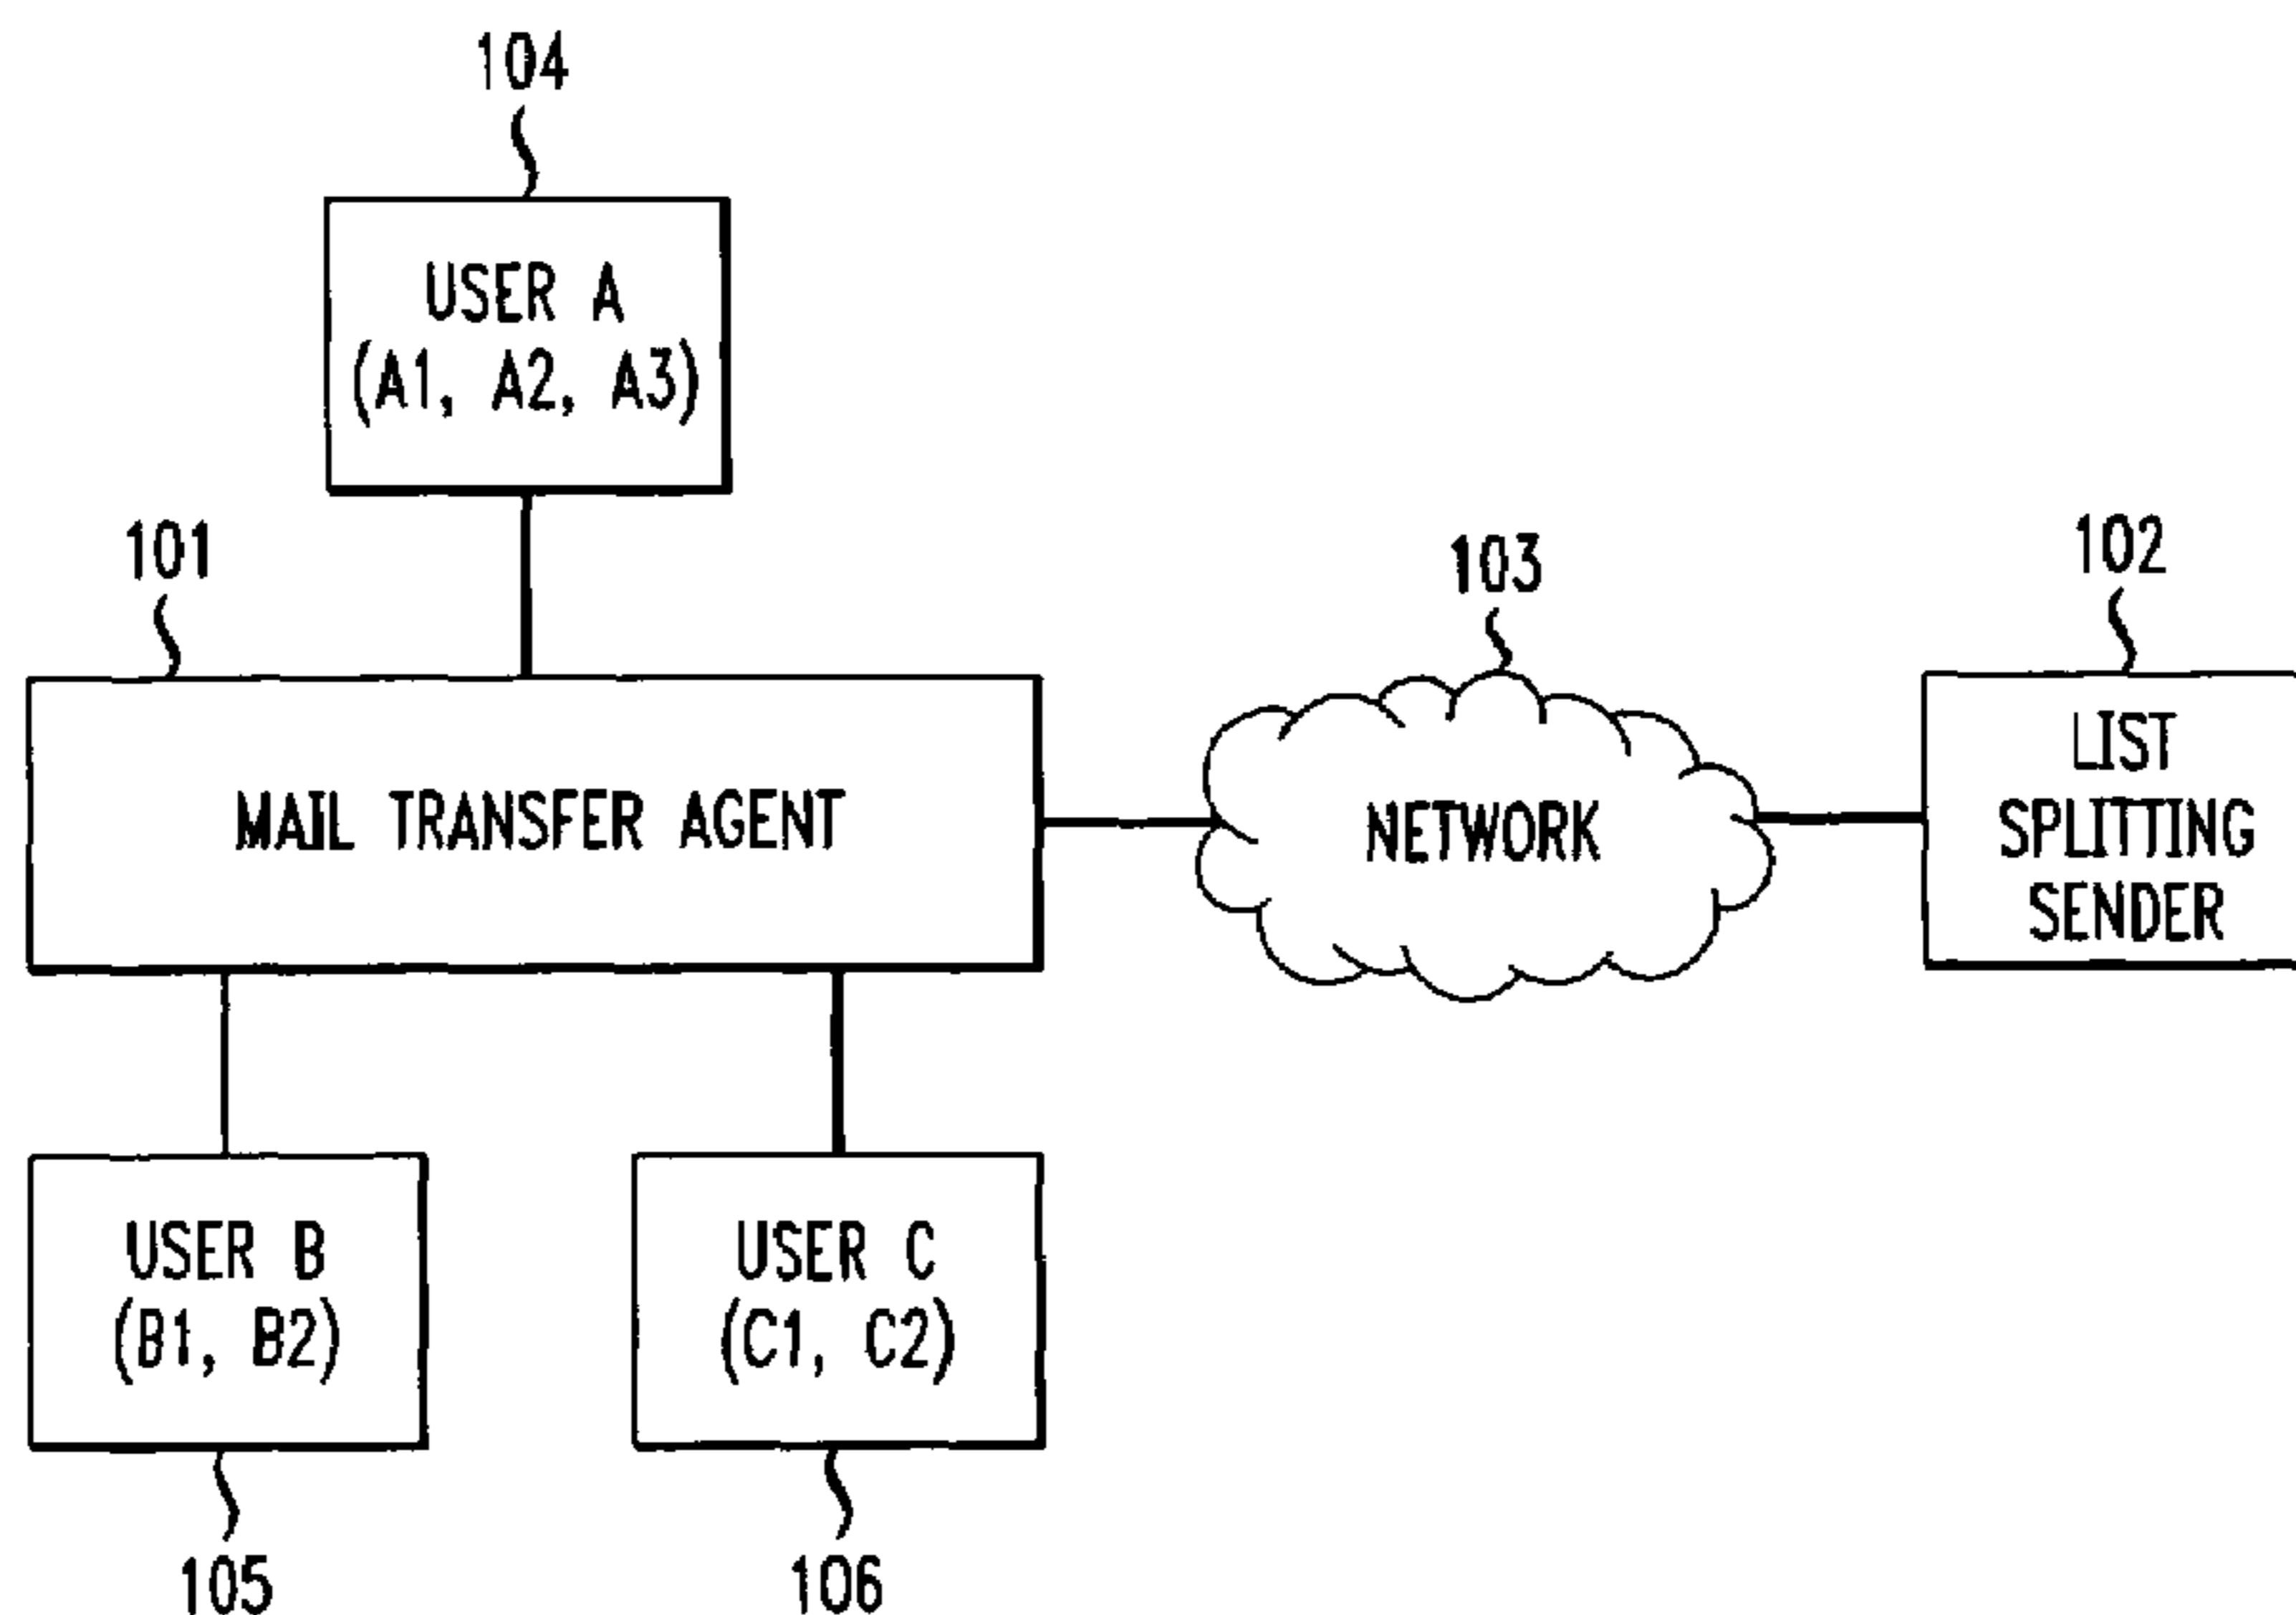 104
USER A
(A1, A2, A3)
101
103
102
MAIL TRANSFER AGENT
NETWORK
LIST
SPLITTING
SENDER
USER B
(B1, B2)
USER C
(C1, C2)
105
106